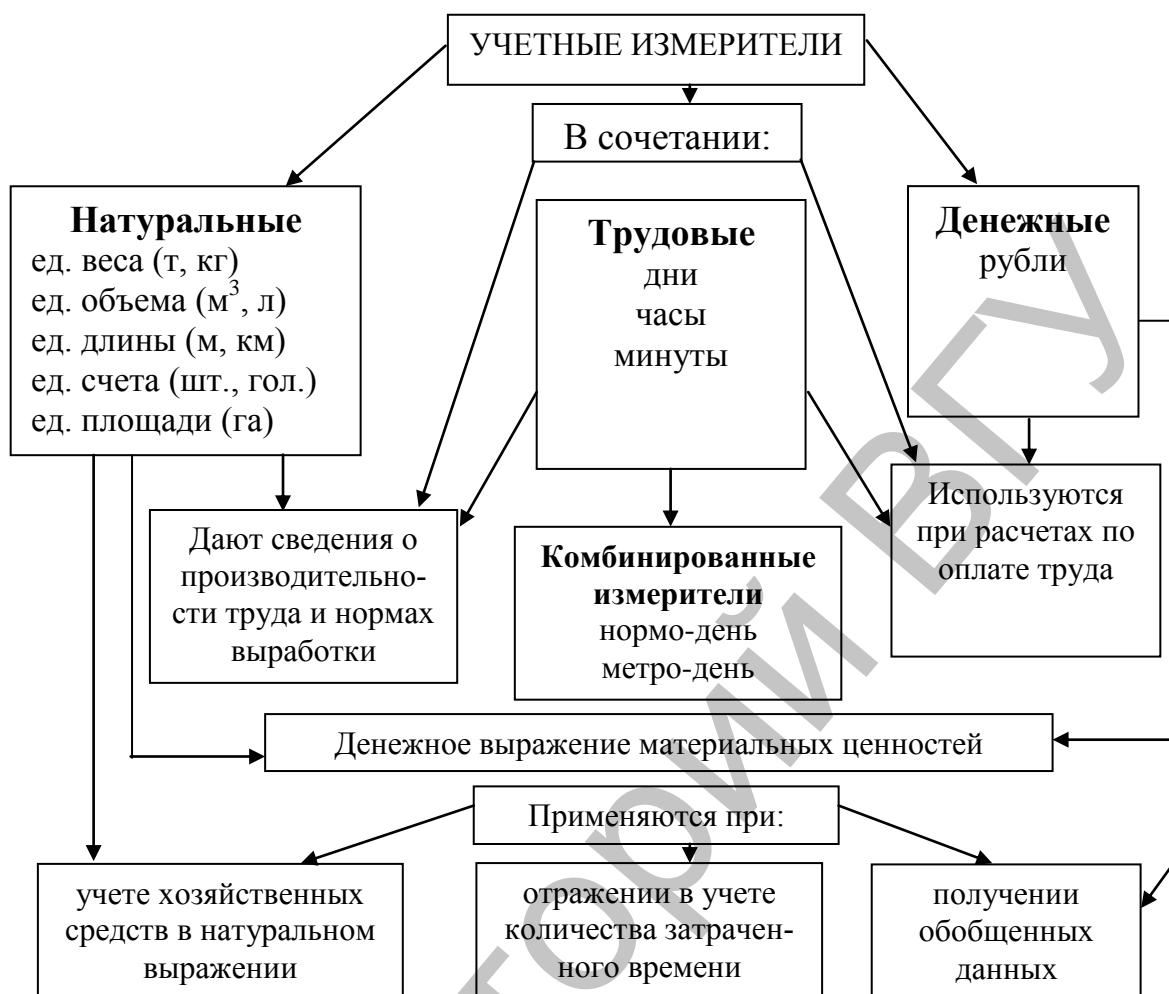 УЧЕТНЫЕ ИЗМЕРИТЕЛИ
В сочетании:
Натуральные
ед. веса (т, кг)
ед. объема (м³, л)
ед. длины (м, км)
ед. счета (шт., гол.)
ед. площади (га)
Трудовые
дни
часы
минуты
Денежные
рубли
Дают сведения о
производительно-
сти труда и нормах
выработки
Комбинированные
измерители
нормо-день
метро-день
Используются
при расчетах по
оплате труда
Денежное выражение материальных ценностей
Применяются при:
учете хозяйственных
средств в натуральном
выражении
отражении в учете
количества затрачен-
ного времени
получении
обобщенных
данных
торий ВГУ